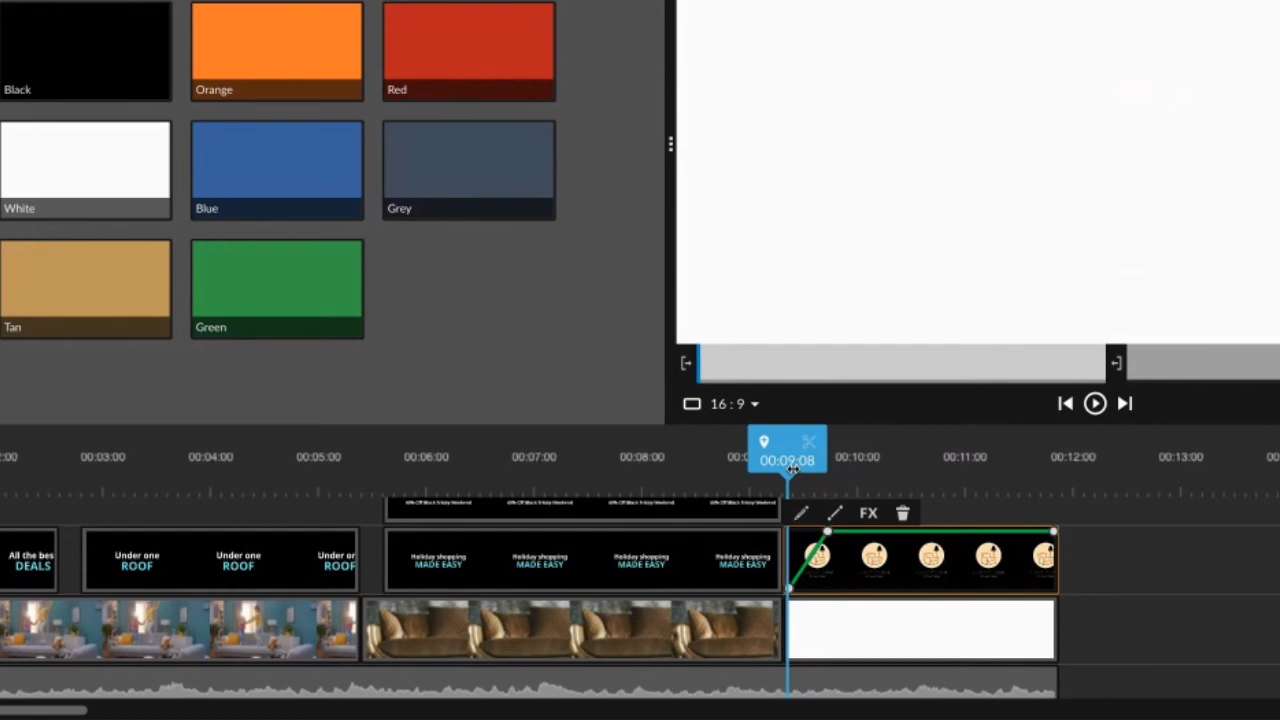 Black
Orange
Red
White
Blue
Grey
Tan
Green
16:9
00:03:00
00:04:00
00:05:00
00:06:00
00:07:00
00:08:00
00:09:08
00:10:00
00:11:00
00:12:00
00:13:00
FX
All the bes
DEALS
Under one
ROOF
Under one
ROOF
Under or
ROOF
Holiday shopping
MADE EASY
Holiday shopping
MADE EASY
Holiday shopping
MADE EASY
Holiday shopping
MADE EASY